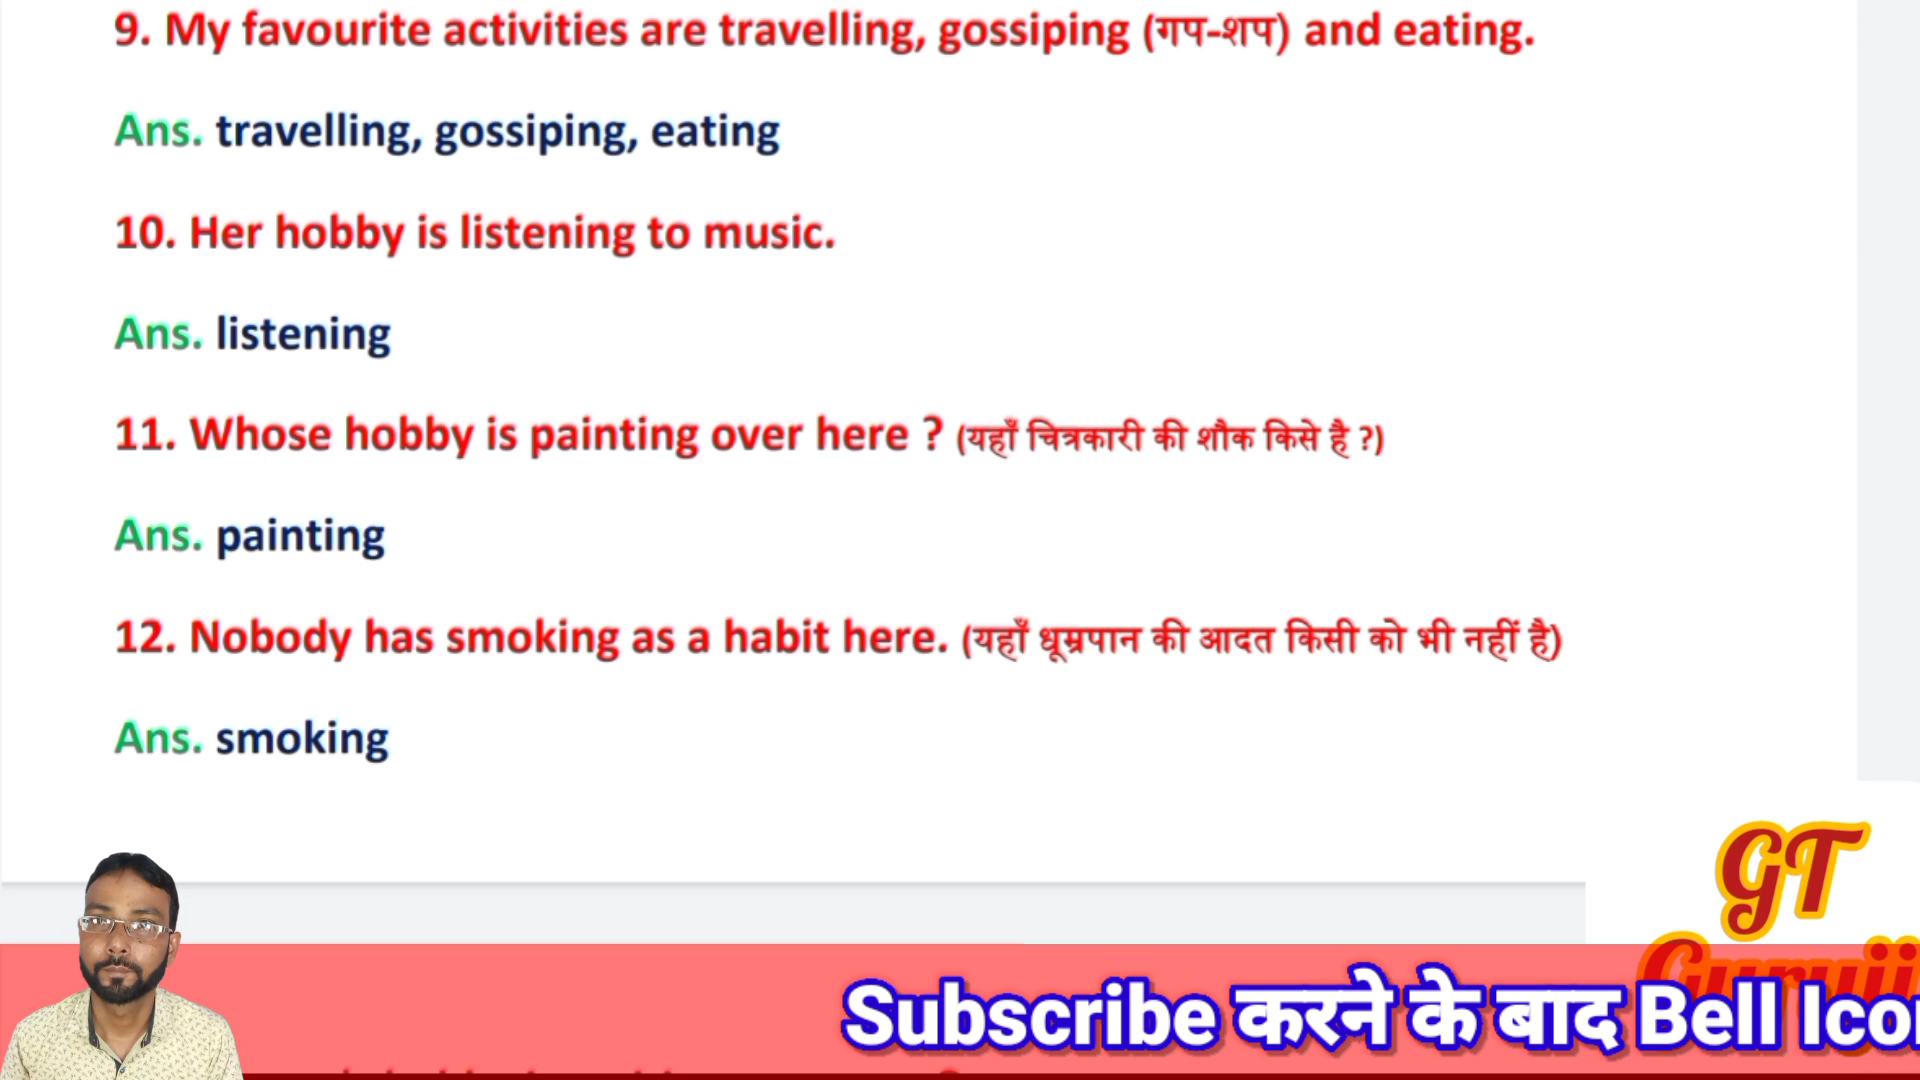 9. My favourite activities are travelling, gossiping (गप-शप) and eating.
Ans. travelling, gossiping, eating
10. Her hobby is listening to music.
Ans. listening
11. Whose hobby is painting over here ? (यहाँ चित्रकारी की शौक किसे है ?)
Ans. painting
12. Nobody has smoking as a habit here. (यहाँ धूम्रपान की आदत किसी को भी नहीं है)
Ans. smoking
GT
Guruji
Subscribe करने के बाद Bell Icon